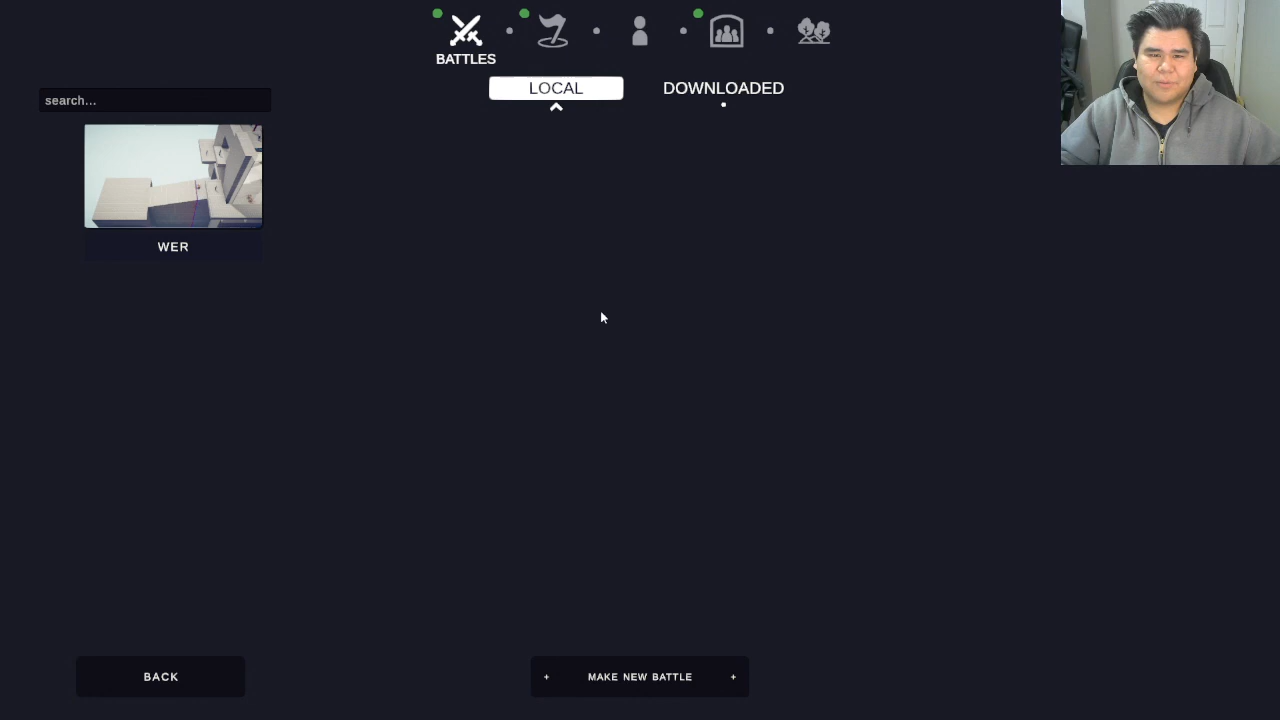 BATTLES
LOCAL
DOWNLOADED
search...
WER
BACK
+ MAKE NEW BATTLE +